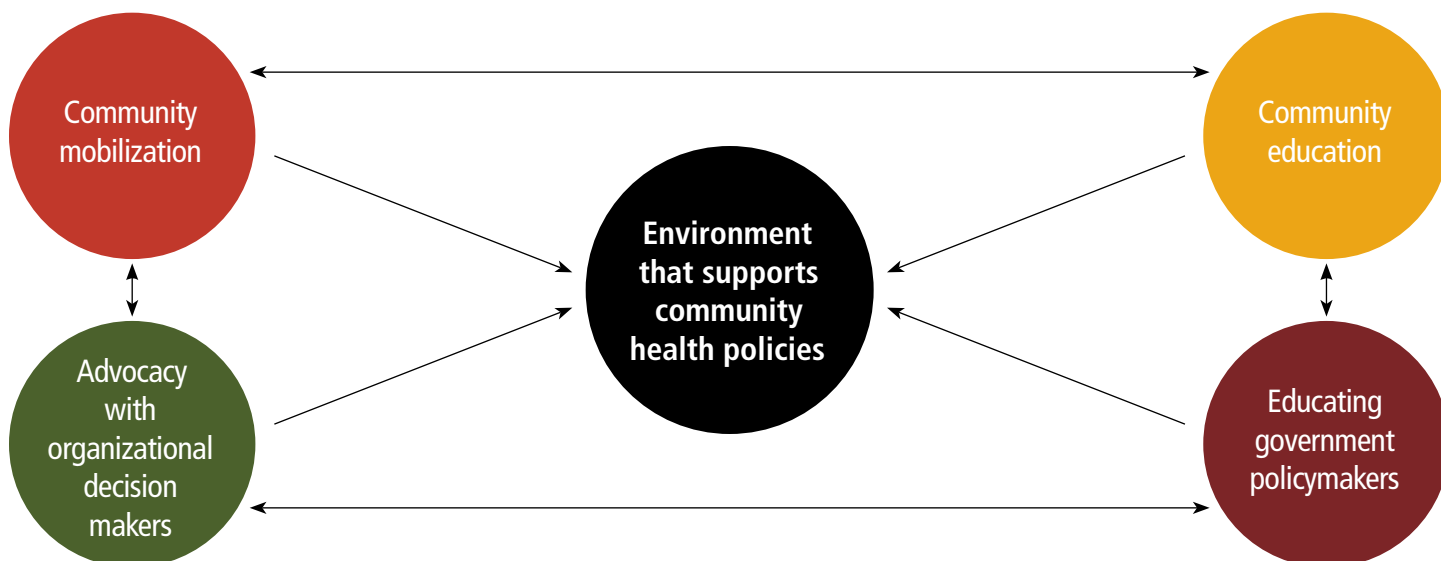 Community
mobilization
Community
education
Environment
that supports
community
health policies
Advocacy
with
organizational
decision
makers
Educating
government
policymakers